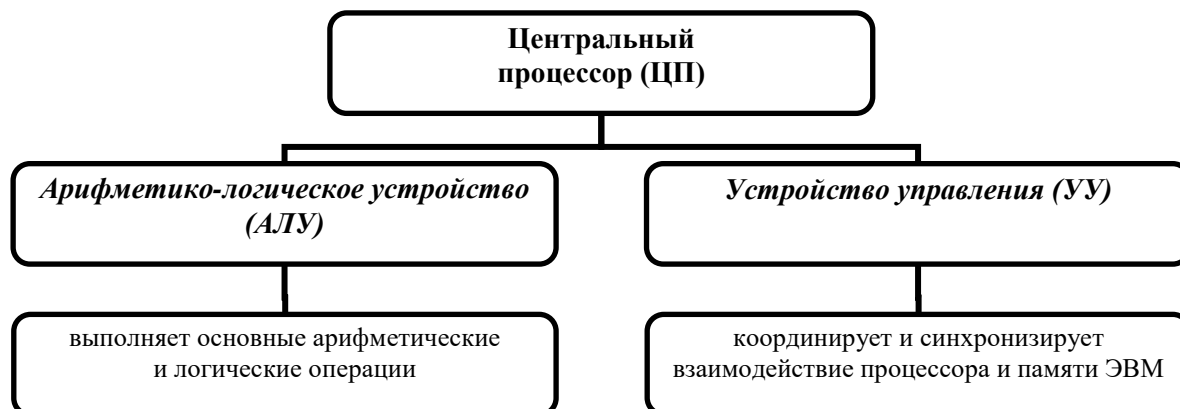 Центральный
процессор (ЦП)
Арифметико-логическое устройство
(АЛУ)
Устройство управления (УУ)
выполняет основные арифметические
и логические операции
координирует и синхронизирует
взаимодействие процессора и памяти ЭВМ